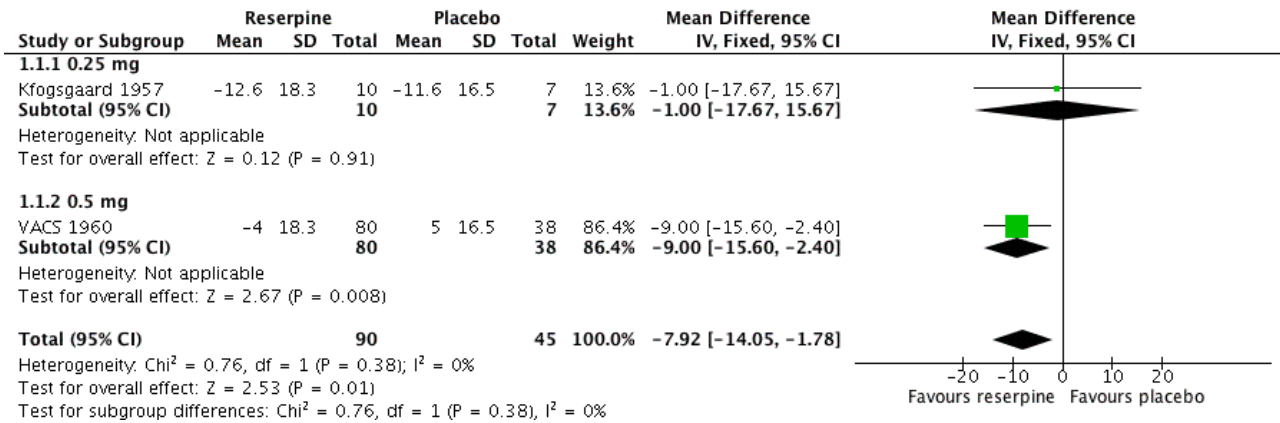 Reserpine Placebo Mean Difference Mean Difference
Study or Subgroup Mean SD Total Mean SD Total Weight IV, Fixed, 95% CI IV, Fixed, 95% CI
1.1.1 0.25 mg
Kfogsgaard 1957 −12.6 18.3 10 −11.6 16.5 7 13.6% −1.00 [−17.67, 15.67]
Subtotal (95% CI) 10 7 13.6% −1.00 [−17.67, 15.67]
Heterogeneity: Not applicable
Test for overall effect: Z = 0.12 (P = 0.91)
1.1.2 0.5 mg
VACS 1960 −4 18.3 80 5 16.5 38 86.4% −9.00 [−15.60, −2.40]
Subtotal (95% CI) 80 38 86.4% −9.00 [−15.60, −2.40]
Heterogeneity: Not applicable
Test for overall effect: Z = 2.67 (P = 0.008)
Total (95% CI) 90 45 100.0% −7.92 [−14.05, −1.78]
Heterogeneity: Chi² = 0.76, df = 1 (P = 0.38); I² = 0%
Test for overall effect: Z = 2.53 (P = 0.01)
Test for subgroup differences: Chi² = 0.76, df = 1 (P = 0.38), I² = 0%
−20 −10 0 10 20
Favours reserpine Favours placebo